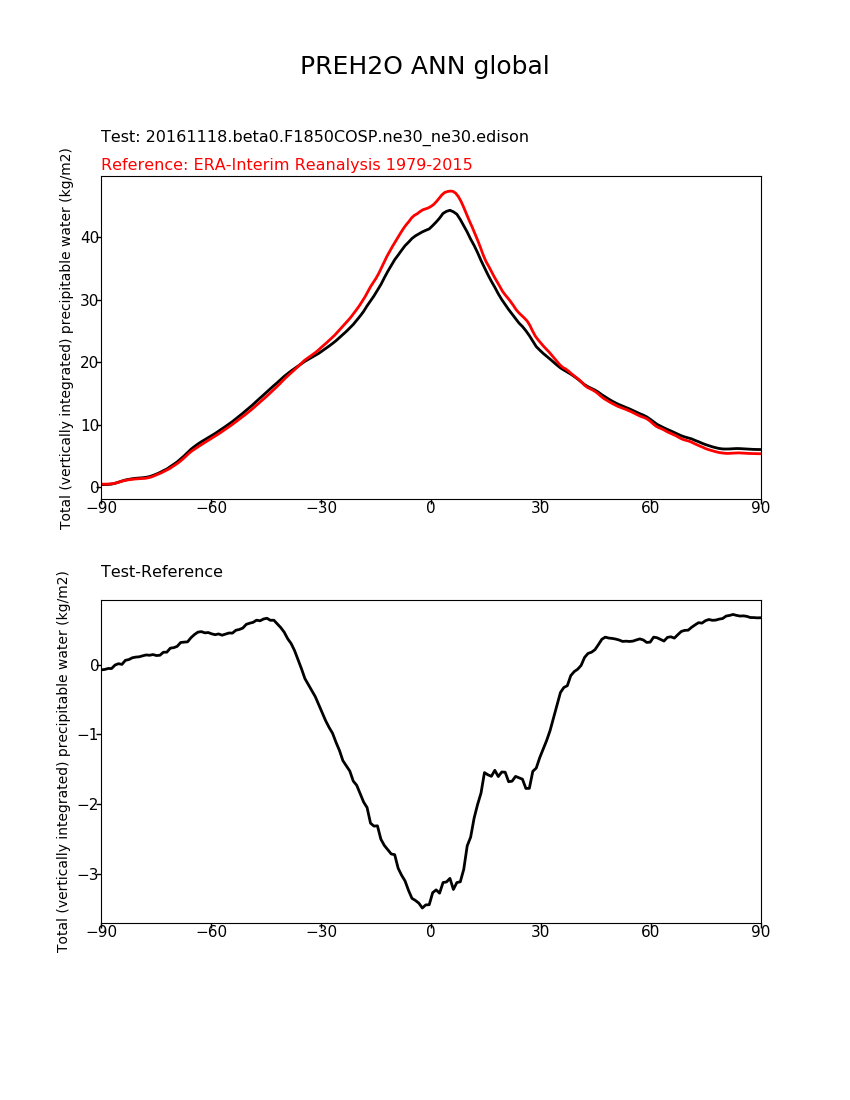 PREH2O ANN global
Test: 20161118.beta0.F1850COSP.ne30_ne30.edison
Reference: ERA-Interim Reanalysis 1979-2015
Total (vertically integrated) precipitable water (kg/m2)
40
30
20
10
0
−90 −60 −30 0 30 60 90
Test-Reference
Total (vertically integrated) precipitable water (kg/m2)
0
−1
−2
−3
−90 −60 −30 0 30 60 90